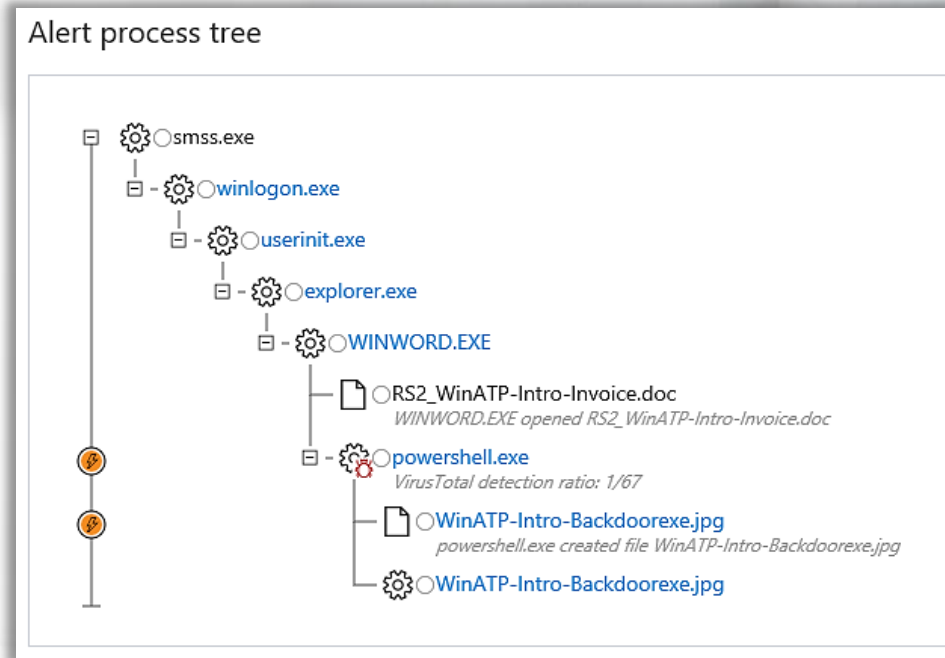 Alert process tree
smss.exe
winlogon.exe
userinit.exe
explorer.exe
WINWORD.EXE
RS2_WinATP-Intro-Invoice.doc
WINWORD.EXE opened RS2_WinATP-Intro-Invoice.doc
powershell.exe
VirusTotal detection ratio: 1/67
WinATP-Intro-Backdoorexe.jpg
powershell.exe created file WinATP-Intro-Backdoorexe.jpg
WinATP-Intro-Backdoorexe.jpg